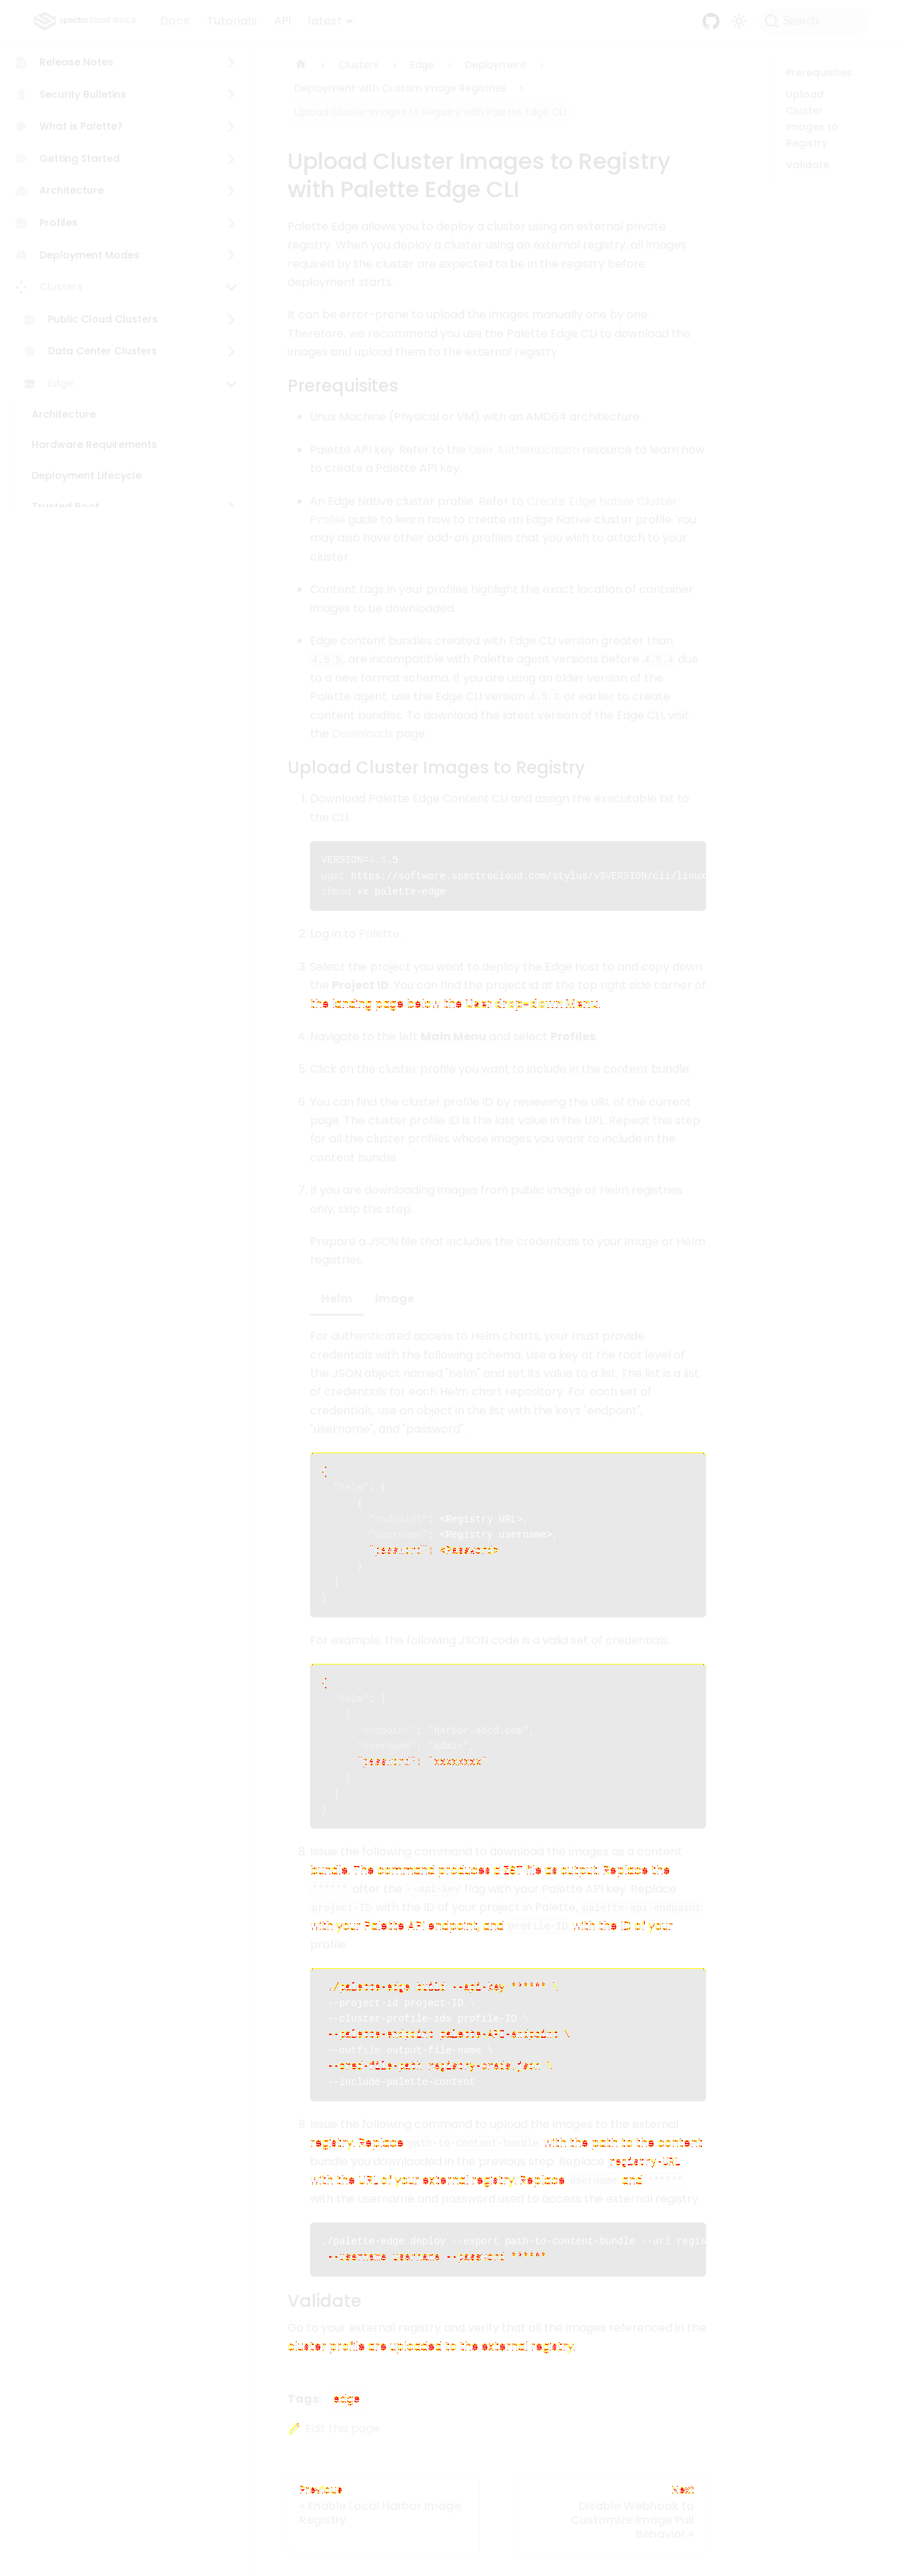 spectrocloud DOCS
Docs
Tutorials
API
latest
Search
Release Notes
Security Bulletins
What is Palette?
Getting Started
Architecture
Profiles
Deployment Modes
Clusters
Public Cloud Clusters
Data Center Clusters
Edge
Architecture
Hardware Requirements
Deployment Lifecycle
Trusted Boot
Clusters
Edge
Deployment
Deployment with Custom Image Registries
Upload Cluster Images to Registry with Palette Edge CLI
Upload Cluster Images to Registry
with Palette Edge CLI
Palette Edge allows you to deploy a cluster using an external private
registry. When you deploy a cluster using an external registry, all images
required by the cluster are expected to be in the registry before
deployment starts.
It can be error-prone to upload the images manually one by one.
Therefore, we recommend you use the Palette Edge CLI to download the
images and upload them to the external registry.
Prerequisites
Linux Machine (Physical or VM) with an AMD64 architecture.
Palette API key. Refer to the User Authentication resource to learn how
to create a Palette API key.
An Edge Native cluster profile. Refer to Create Edge Native Cluster
Profile guide to learn how to create an Edge Native cluster profile. You
may also have other add-on profiles that you wish to attach to your
cluster.
Content tags in your profiles highlight the exact location of container
images to be downloaded.
Edge content bundles created with Edge CLI version greater than
4.5.5, are incompatible with Palette agent versions before 4.5.4 due
to a new format schema. If you are using an older version of the
Palette agent, use the Edge CLI version 4.5.3 or earlier to create
content bundles. To download the latest version of the Edge CLI, visit
the Downloads page.
Upload Cluster Images to Registry
1. Download Palette Edge Content CLI and assign the executable bit to
the CLI.
VERSION=4.5.5
wget https://software.spectrocloud.com/stylus/v$VERSION/cli/linux
chmod +x palette-edge
2. Log in to Palette.
3. Select the project you want to deploy the Edge host to and copy down
the Project ID. You can find the project id at the top right side corner of
the landing page below the User drop-down Menu.
4. Navigate to the left Main Menu and select Profiles.
5. Click on the cluster profile you want to include in the content bundle.
6. You can find the cluster profile ID by reviewing the URL of the current
page. The cluster profile ID is the last value in the URL. Repeat this step
for all the cluster profiles whose images you want to include in the
content bundle.
7. If you are downloading images from public image or Helm registries
only, skip this step.
Prepare a JSON file that includes the credentials to your image or Helm
registries.
Helm
Image
For authenticated access to Helm charts, your must provide
credentials with the following schema. Use a key at the root level of
the JSON object named "helm" and set its value to a list. The list is a list
of credentials for each Helm chart repository. For each set of
credentials, use an object in the list with the keys "endpoint",
"username", and "password"
{
"helm": [
{
"endpoint": <Registry URL>,
"username": <Registry username>,
"password": <Password>
}
]
}
For example, the following JSON code is a valid set of credentials.
{
"helm": [
{
"endpoint": "harbor.abcd.com",
"username": "admin",
"password": "xxxxxxxx"
}
]
}
8. Issue the following command to download the images as a content
bundle. The command produces a ZST file as output. Replace the
****** after the --api-key flag with your Palette API key. Replace
project-ID with the ID of your project in Palette, palette-api-endpoint,
with your Palette API endpoint, and profile-ID with the ID of your
profile.
./palette-edge build --api-key ****** \
--project-id project-ID \
--cluster-profile-ids profile-ID \
--palette-endpoint palette-API-endpoint \
--outfile output-file-name \
--cred-file-path registry-creds.json \
--include-palette-content
9. Issue the following command to upload the images to the external
registry. Replace path-to-content-bundle with the path to the content
bundle you downloaded in the previous step. Replace registry-URL
with the URL of your external registry. Replace username and ******
with the username and password used to access the external registry.
./palette-edge deploy --export path-to-content-bundle --url regis
--username username --password ******
Validate
Go to your external registry and verify that all the images referenced in the
cluster profile are uploaded to the external registry.
Tags:
edge
Edit this page
Previous
« Enable Local Harbor Image
Registry
Next
Disable Webhook to
Customize Image Pull
Behavior »
Prerequisites
Upload
Cluster
Images to
Registry
Validate